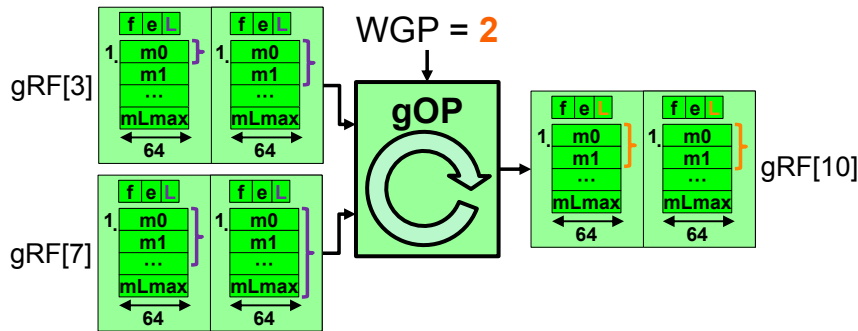 gRF[3]
f e L
1. m0
m1
...
mLmax
64
f e L
1. m0
m1
...
mLmax
64
gRF[7]
f e L
1. m0
m1
...
mLmax
64
f e L
1. m0
m1
...
mLmax
64
WGP = 2
gOP
f e L
1. m0
m1
...
mLmax
64
f e L
1. m0
m1
...
mLmax
64
gRF[10]